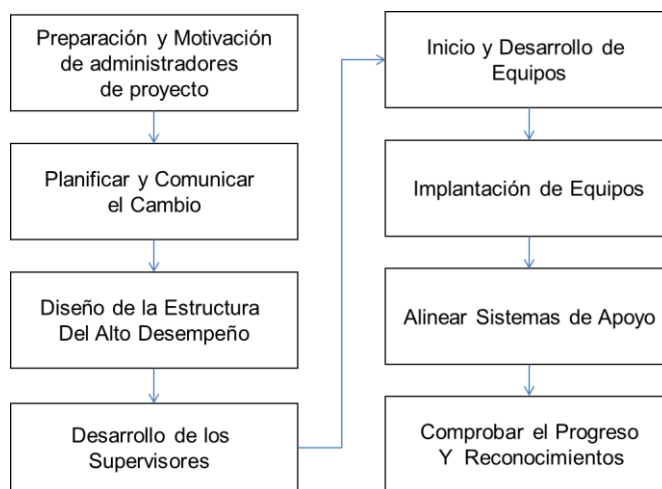 Preparación y Motivación
de administradores
de proyecto
Planificar y Comunicar
el Cambio
Diseño de la Estructura
Del Alto Desempeño
Desarrollo de los
Supervisores
Inicio y Desarrollo de
Equipos
Implantación de Equipos
Alinear Sistemas de Apoyo
Comprobar el Progreso
Y Reconocimientos